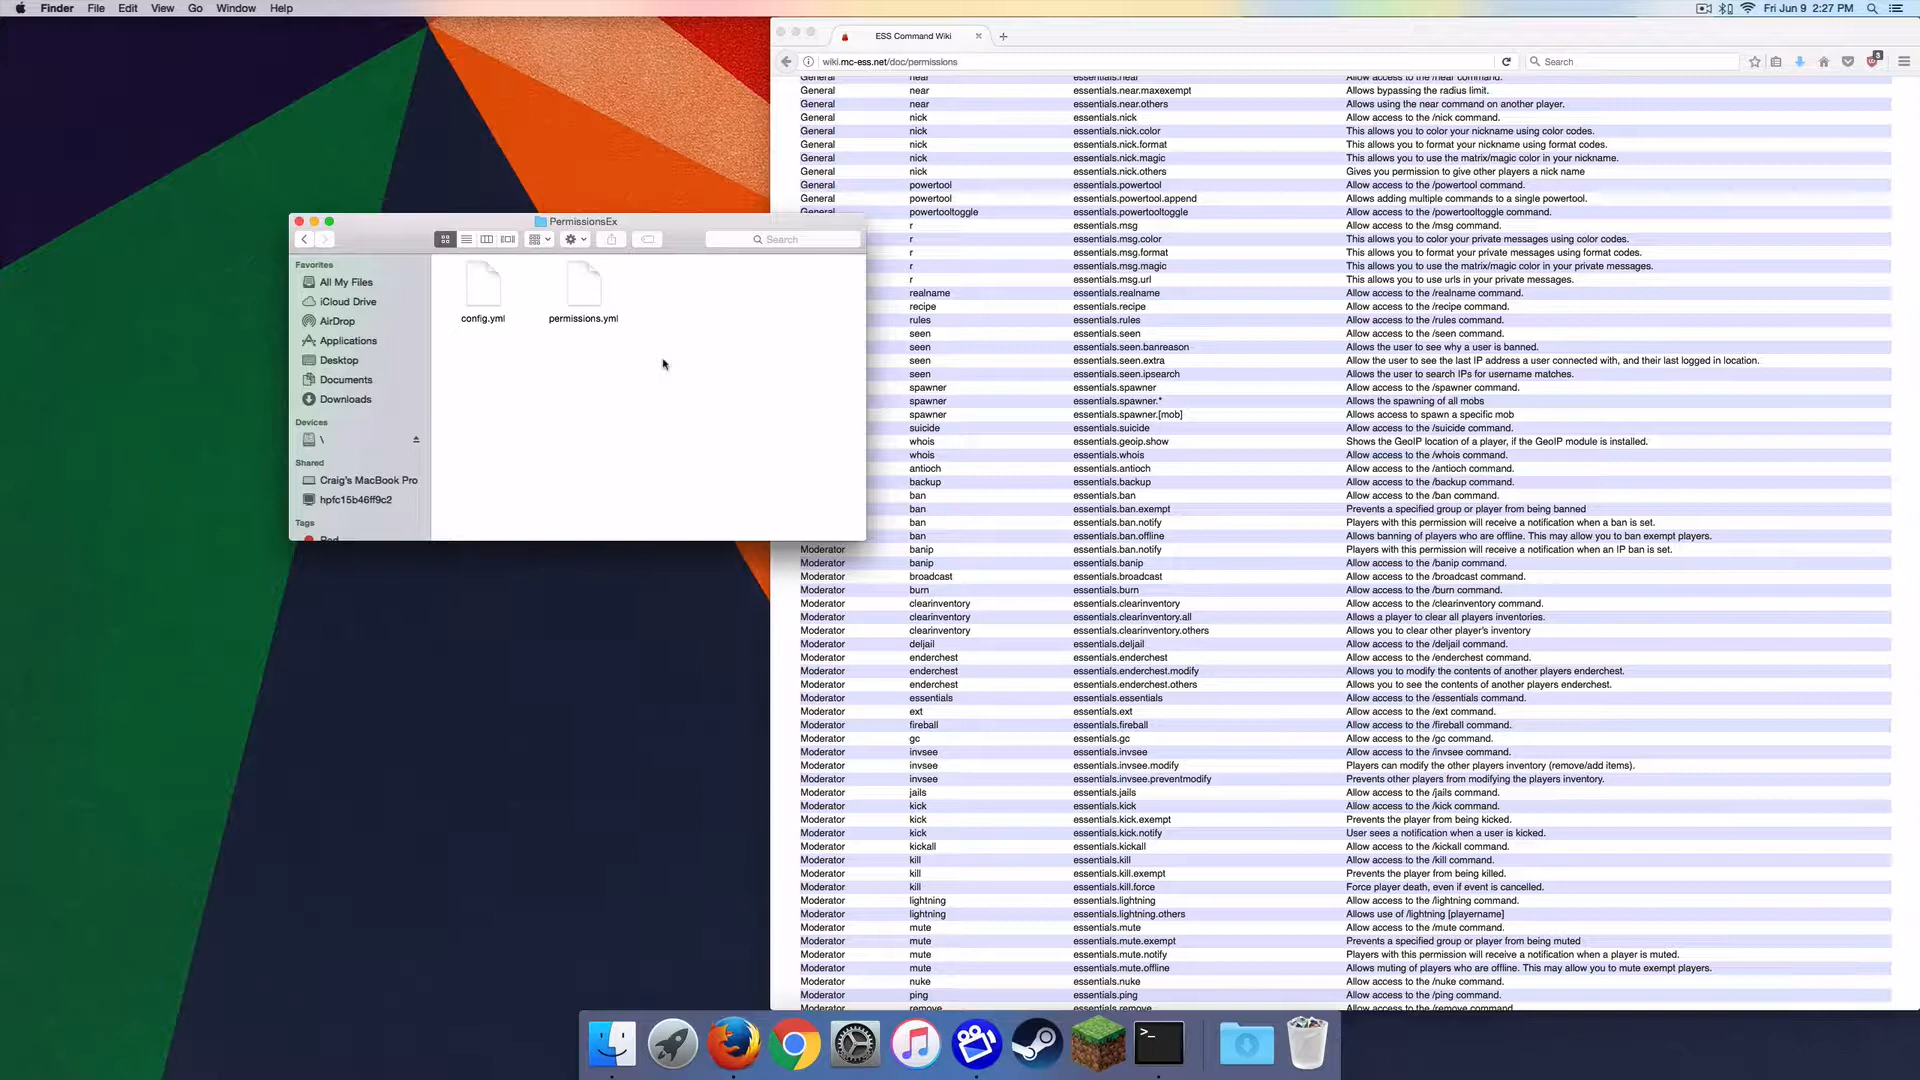 Finder File Edit View Go Window Help
Fri Jun 9 2:27 PM
ESS Command Wiki
wiki.mc-ess.net/doc/permissions
Search
3
General near essentials.near Allow access to the /near command.
General near essentials.near.maxexempt Allows bypassing the radius limit.
General near essentials.near.others Allows using the near command on another player.
General nick essentials.nick Allow access to the /nick command.
General nick essentials.nick.color This allows you to color your nickname using color codes.
General nick essentials.nick.format This allows you to format your nickname using format codes.
General nick essentials.nick.magic This allows you to use the matrix/magic color in your nickname.
General nick essentials.nick.others Gives you permission to give other players a nick name
General powertool essentials.powertool Allow access to the /powertool command.
General powertool essentials.powertool.append Allows adding multiple commands to a single powertool.
General powertooltoggle essentials.powertooltoggle Allow access to the /powertooltoggle command.
r essentials.msg Allow access to the /msg command.
r essentials.msg.color This allows you to color your private messages using color codes.
r essentials.msg.format This allows you to format your private messages using format codes.
r essentials.msg.magic This allows you to use the matrix/magic color in your private messages.
r essentials.msg.url This allows you to use urls in your private messages.
realname essentials.realname Allow access to the /realname command.
recipe essentials.recipe Allow access to the /recipe command.
rules essentials.rules Allow access to the /rules command.
seen essentials.seen Allow access to the /seen command.
seen essentials.seen.banreason Allows the user to see why a user is banned.
seen essentials.seen.extra Allow the user to see the last IP address a user connected with, and their last logged in location.
seen essentials.seen.ipsearch Allows the user to search IPs for username matches.
spawner essentials.spawner Allow access to the /spawner command.
spawner essentials.spawner.* Allows the spawning of all mobs
spawner essentials.spawner.[mob] Allows access to spawn a specific mob
suicide essentials.suicide Allow access to the /suicide command.
whois essentials.geoip.show Shows the GeoIP location of a player, if the GeoIP module is installed.
whois essentials.whois Allow access to the /whois command.
antioch essentials.antioch Allow access to the /antioch command.
backup essentials.backup Allow access to the /backup command.
ban essentials.ban Allow access to the /ban command.
ban essentials.ban.exempt Prevents a specified group or player from being banned
ban essentials.ban.notify Players with this permission will receive a notification when a ban is set.
ban essentials.ban.offline Allows banning of players who are offline. This may allow you to ban exempt players.
Moderator banip essentials.ban.notify Players with this permission will receive a notification when an IP ban is set.
Moderator banip essentials.banip Allow access to the /banip command.
Moderator broadcast essentials.broadcast Allow access to the /broadcast command.
Moderator burn essentials.burn Allow access to the /burn command.
Moderator clearinventory essentials.clearinventory Allow access to the /clearinventory command.
Moderator clearinventory essentials.clearinventory.all Allows a player to clear all players inventories.
Moderator clearinventory essentials.clearinventory.others Allows you to clear other player's inventory
Moderator deljail essentials.deljail Allow access to the /deljail command.
Moderator enderchest essentials.enderchest Allow access to the /enderchest command.
Moderator enderchest essentials.enderchest.modify Allows you to modify the contents of another players enderchest.
Moderator enderchest essentials.enderchest.others Allows you to see the contents of another players enderchest.
Moderator essentials essentials.essentials Allow access to the /essentials command.
Moderator ext essentials.ext Allow access to the /ext command.
Moderator fireball essentials.fireball Allow access to the /fireball command.
Moderator gc essentials.gc Allow access to the /gc command.
Moderator invsee essentials.invsee Allow access to the /invsee command.
Moderator invsee essentials.invsee.modify Players can modify the other players inventory (remove/add items).
Moderator invsee essentials.invsee.preventmodify Prevents other players from modifying the players inventory.
Moderator jails essentials.jails Allow access to the /jails command.
Moderator kick essentials.kick Allow access to the /kick command.
Moderator kick essentials.kick.exempt Prevents the player from being kicked.
Moderator kick essentials.kick.notify User sees a notification when a user is kicked.
Moderator kickall essentials.kickall Allow access to the /kickall command.
Moderator kill essentials.kill Allow access to the /kill command.
Moderator kill essentials.kill.exempt Prevents the player from being killed.
Moderator kill essentials.kill.force Force player death, even if event is cancelled.
Moderator lightning essentials.lightning Allow access to the /lightning command.
Moderator lightning essentials.lightning.others Allows use of /lightning [playername]
Moderator mute essentials.mute Allow access to the /mute command.
Moderator mute essentials.mute.exempt Prevents a specified group or player from being muted
Moderator mute essentials.mute.notify Players with this permission will receive a notification when a player is muted.
Moderator mute essentials.mute.offline Allows muting of players who are offline. This may allow you to mute exempt players.
Moderator nuke essentials.nuke Allow access to the /nuke command.
Moderator ping essentials.ping Allow access to the /ping command.
Moderator remove essentials.remove Allow access to the /remove command.
PermissionsEx
Search
Favorites
All My Files
iCloud Drive
AirDrop
Applications
Desktop
Documents
Downloads
Devices
\
Shared
Craig's MacBook Pro
hpfc15b46ff9c2
Tags
Red
config.yml
permissions.yml
>_